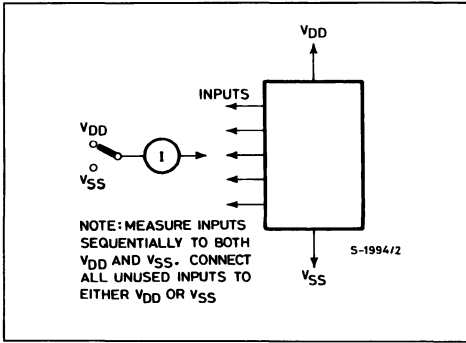 VDD
INPUTS
VDD
I
VSS
NOTE: MEASURE INPUTS
SEQUENTIALLY TO BOTH
VDD AND VSS. CONNECT
ALL UNUSED INPUTS TO
EITHER VDD OR VSS
S-1994/2
VSS